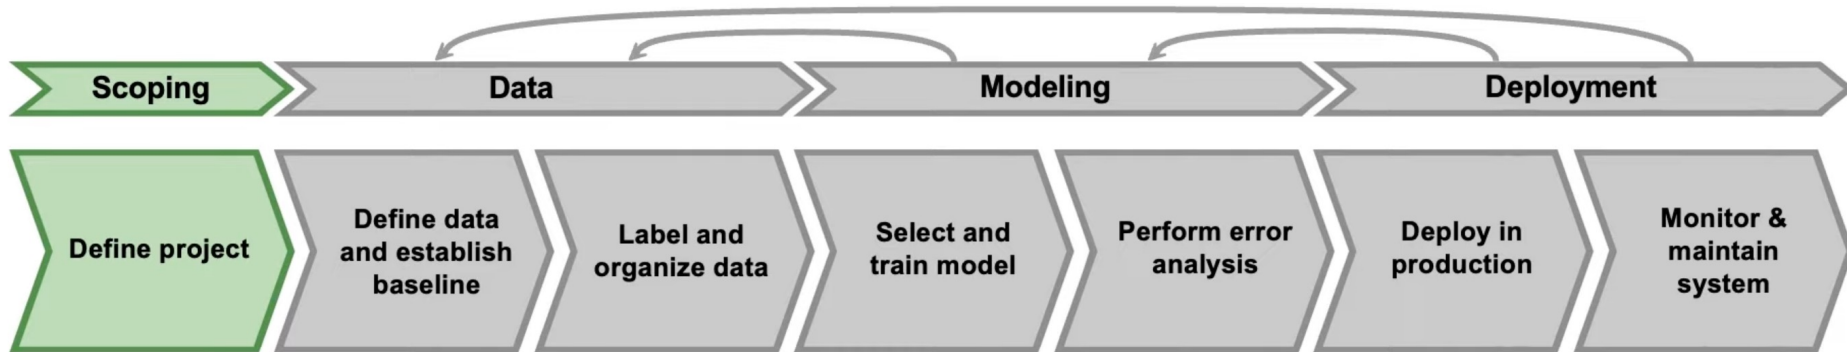 Scoping
Data
Modeling
Deployment
Define project
Define data
and establish
baseline
Label and
organize data
Select and
train model
Perform error
analysis
Deploy in
production
Monitor &
maintain
system